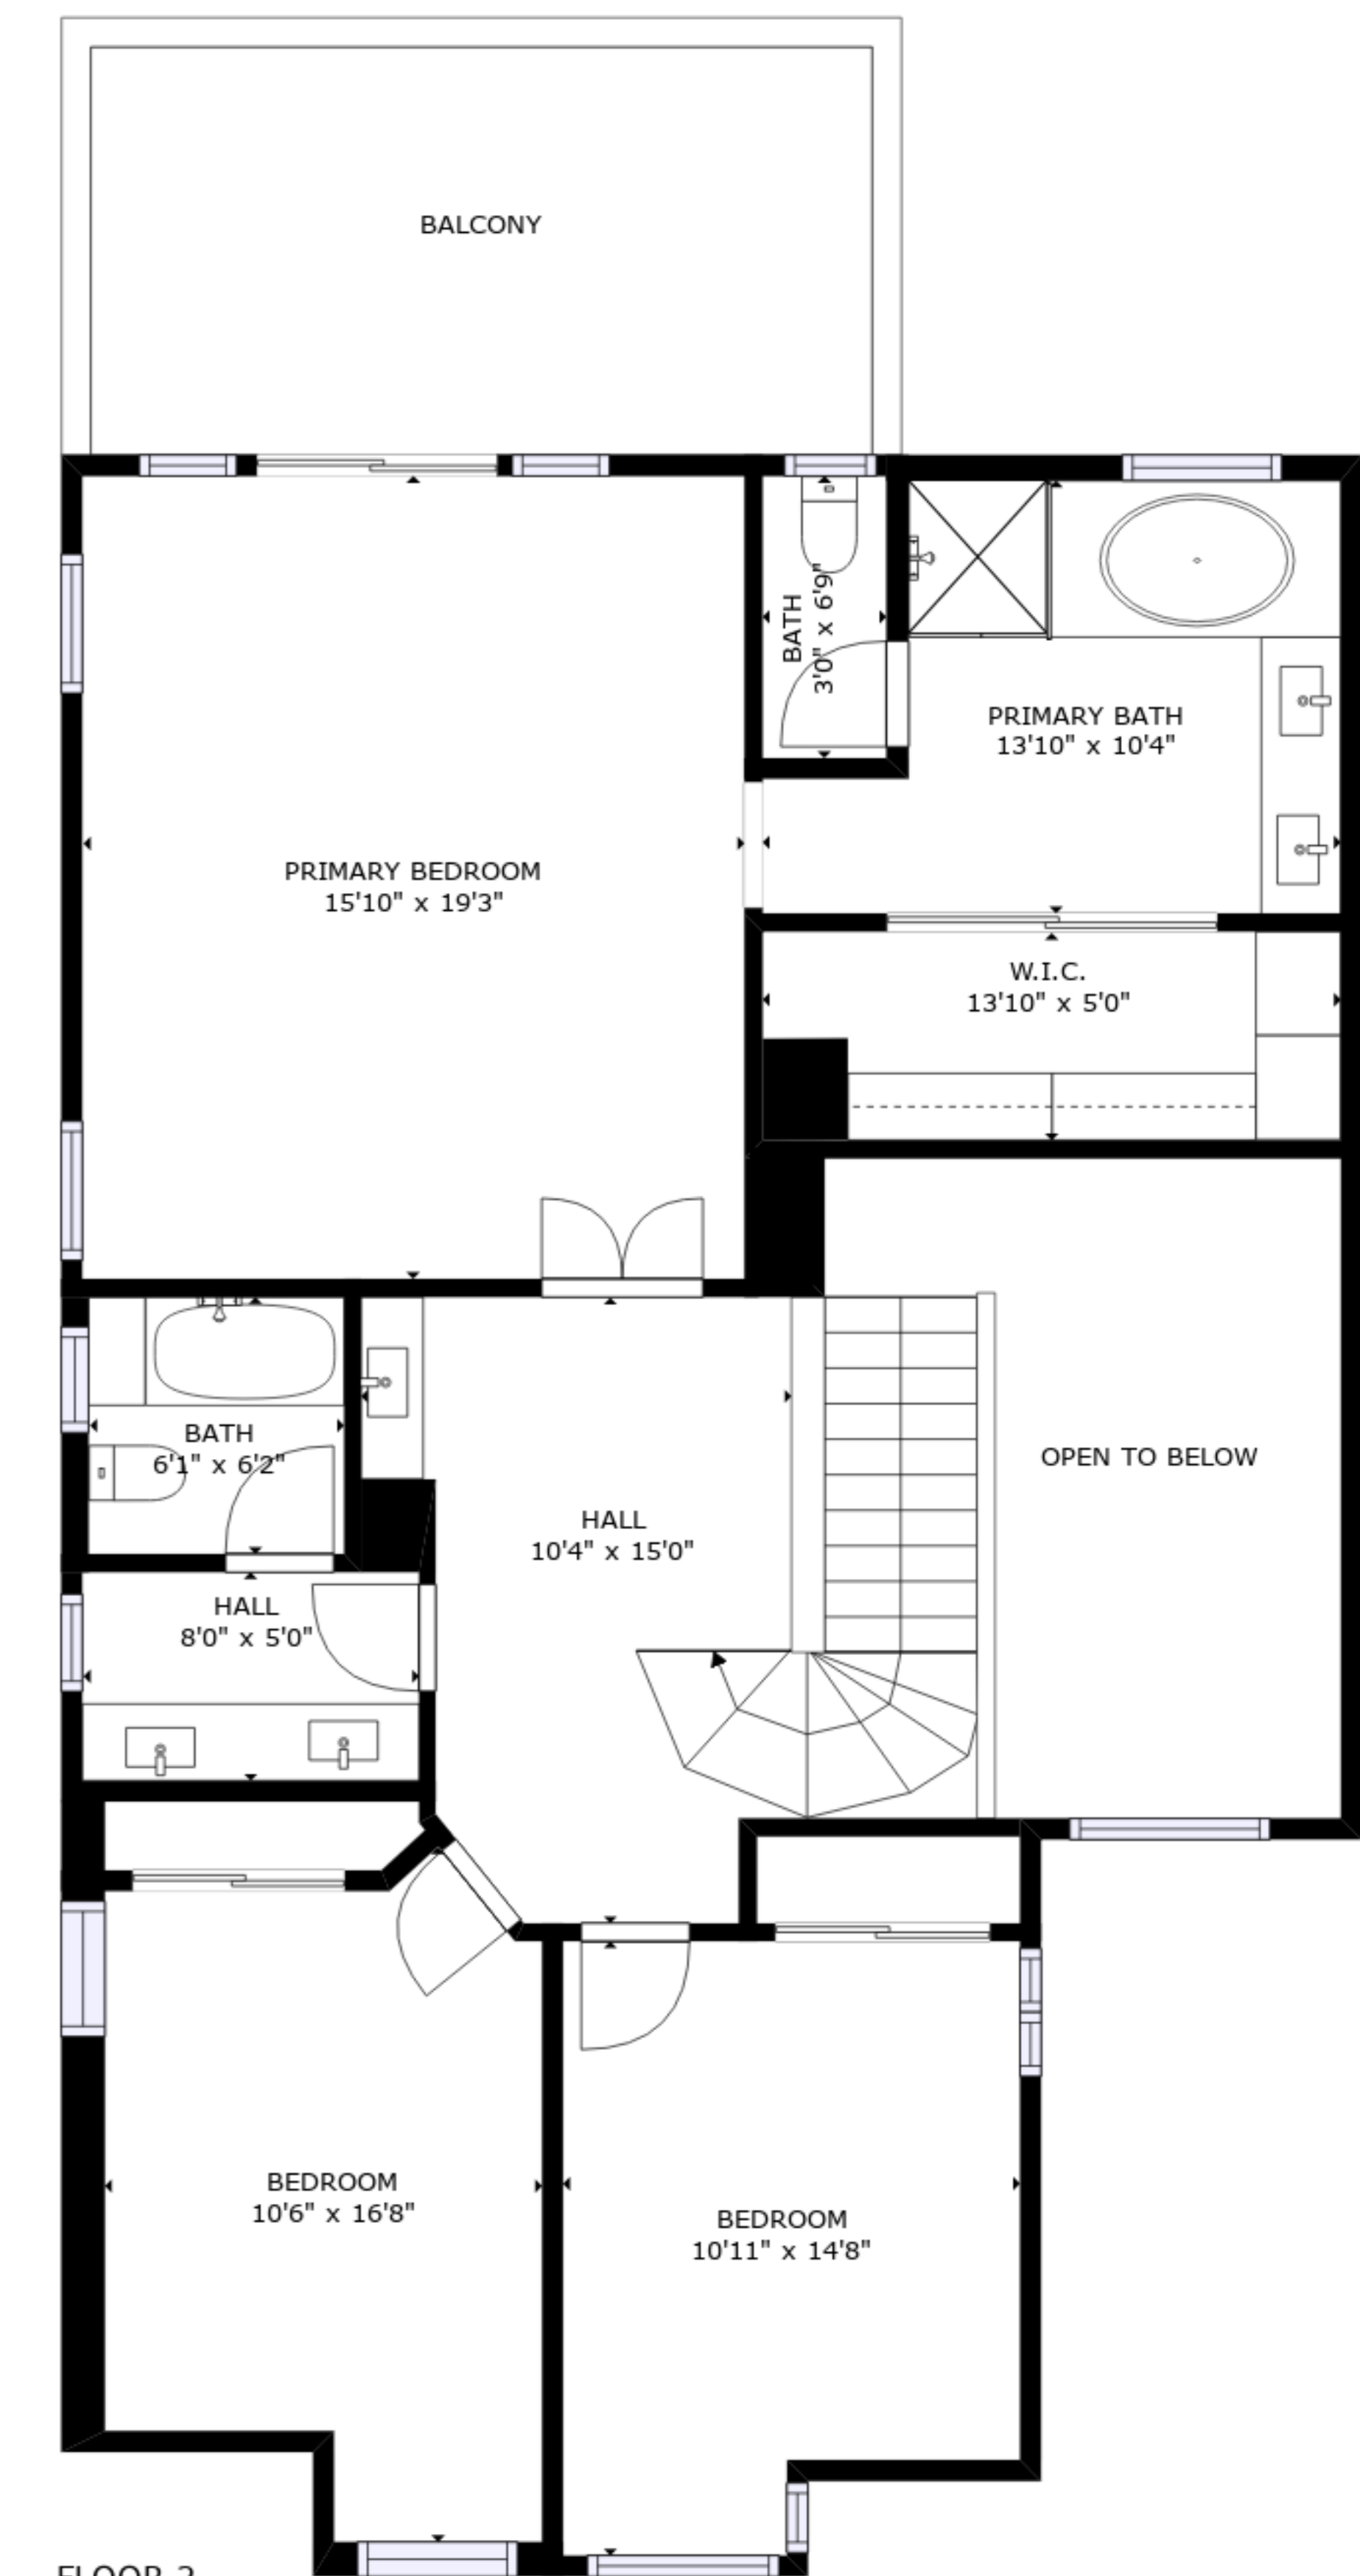 BALCONY
BATH
3'0" x 6'9"
PRIMARY BATH
13'10" x 10'4"
PRIMARY BEDROOM
15'10" x 19'3"
W.I.C.
13'10" x 5'0"
BATH
6'1" x 6'2"
OPEN TO BELOW
HALL
10'4" x 15'0"
HALL
8'0" x 5'0"
BEDROOM
10'6" x 16'8"
BEDROOM
10'11" x 14'8"
FLOOR 2